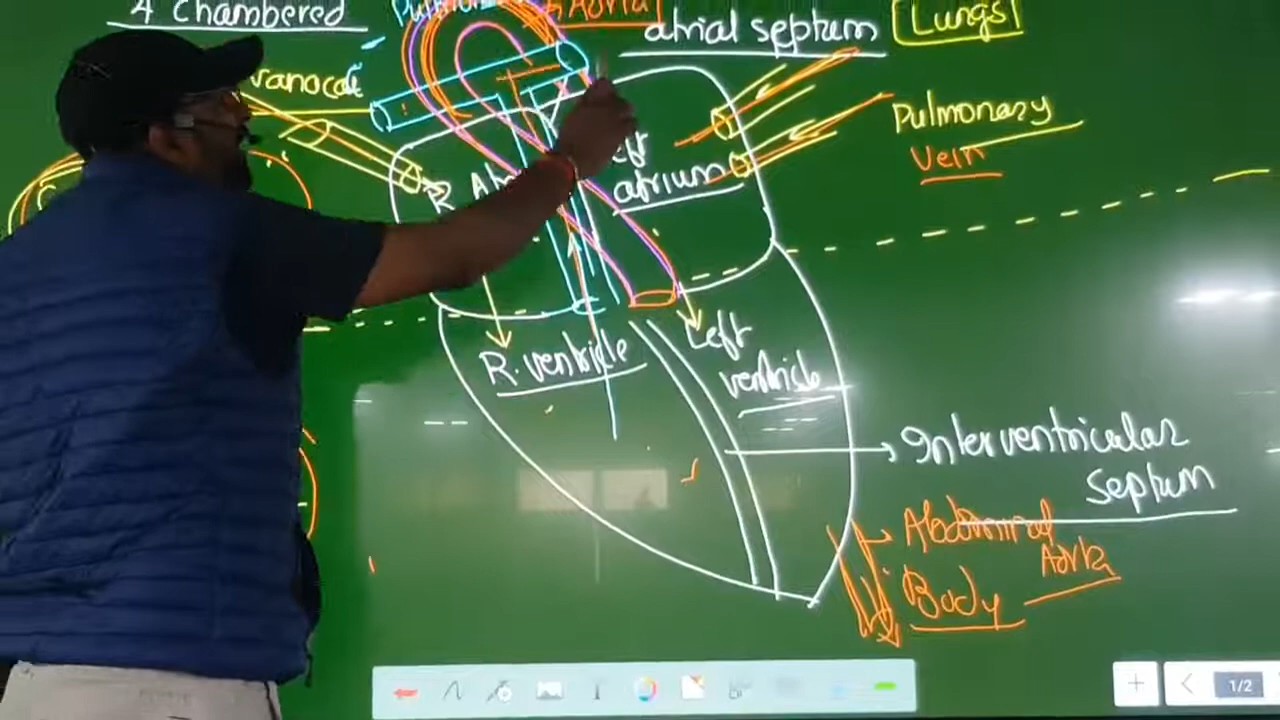 4 Chambered
Aorta
atrial septum
Lungs
Pulmonary
Vein
atrium
R. ventricle
Left
ventricle
Interventricular
Septum
Abdominal
Aorta
Body
1/2